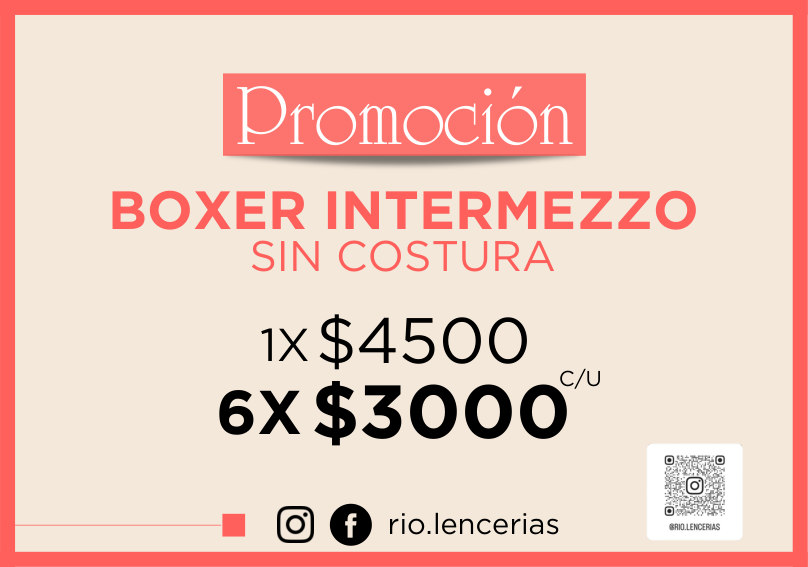 Promoción
BOXER INTERMEZZO
SIN COSTURA
1X $4500
6X $3000 C/U
rio.lencerias
@RIO.LENCERIAS